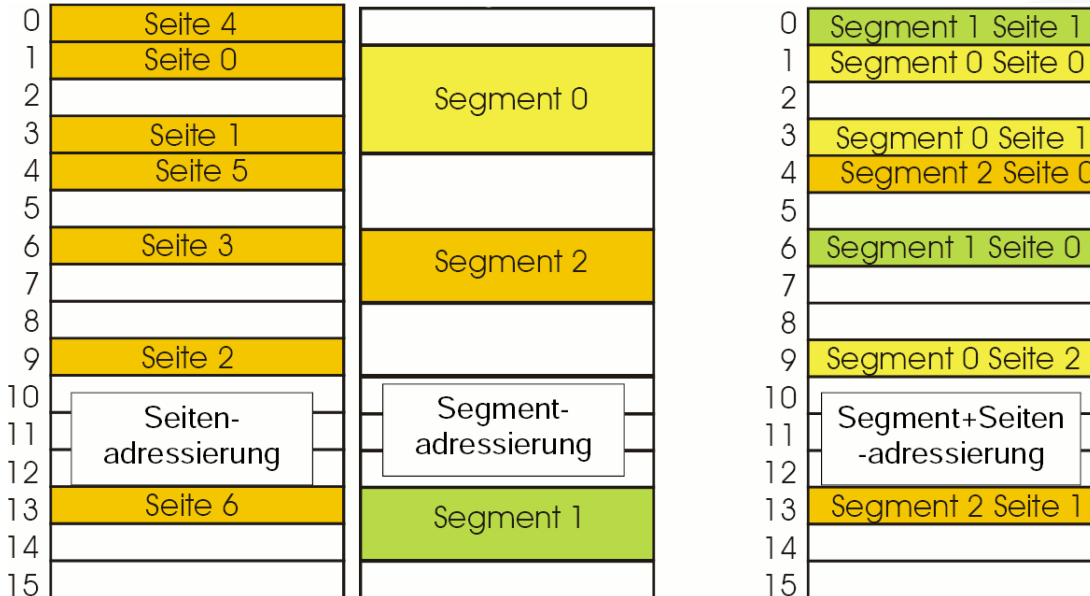 0 Seite 4
1 Seite 0
2
3 Seite 1
4 Seite 5
5
6 Seite 3
7
8
9 Seite 2
10
11
12
13 Seite 6
14
15
Seiten-
adressierung
Segment 0
Segment 2
Segment-
adressierung
Segment 1
0 Segment 1 Seite 1
1 Segment 0 Seite 0
2
3 Segment 0 Seite 1
4 Segment 2 Seite 0
5
6 Segment 1 Seite 0
7
8
9 Segment 0 Seite 2
10
11
12
13 Segment 2 Seite 1
14
15
Segment+Seiten
-adressierung